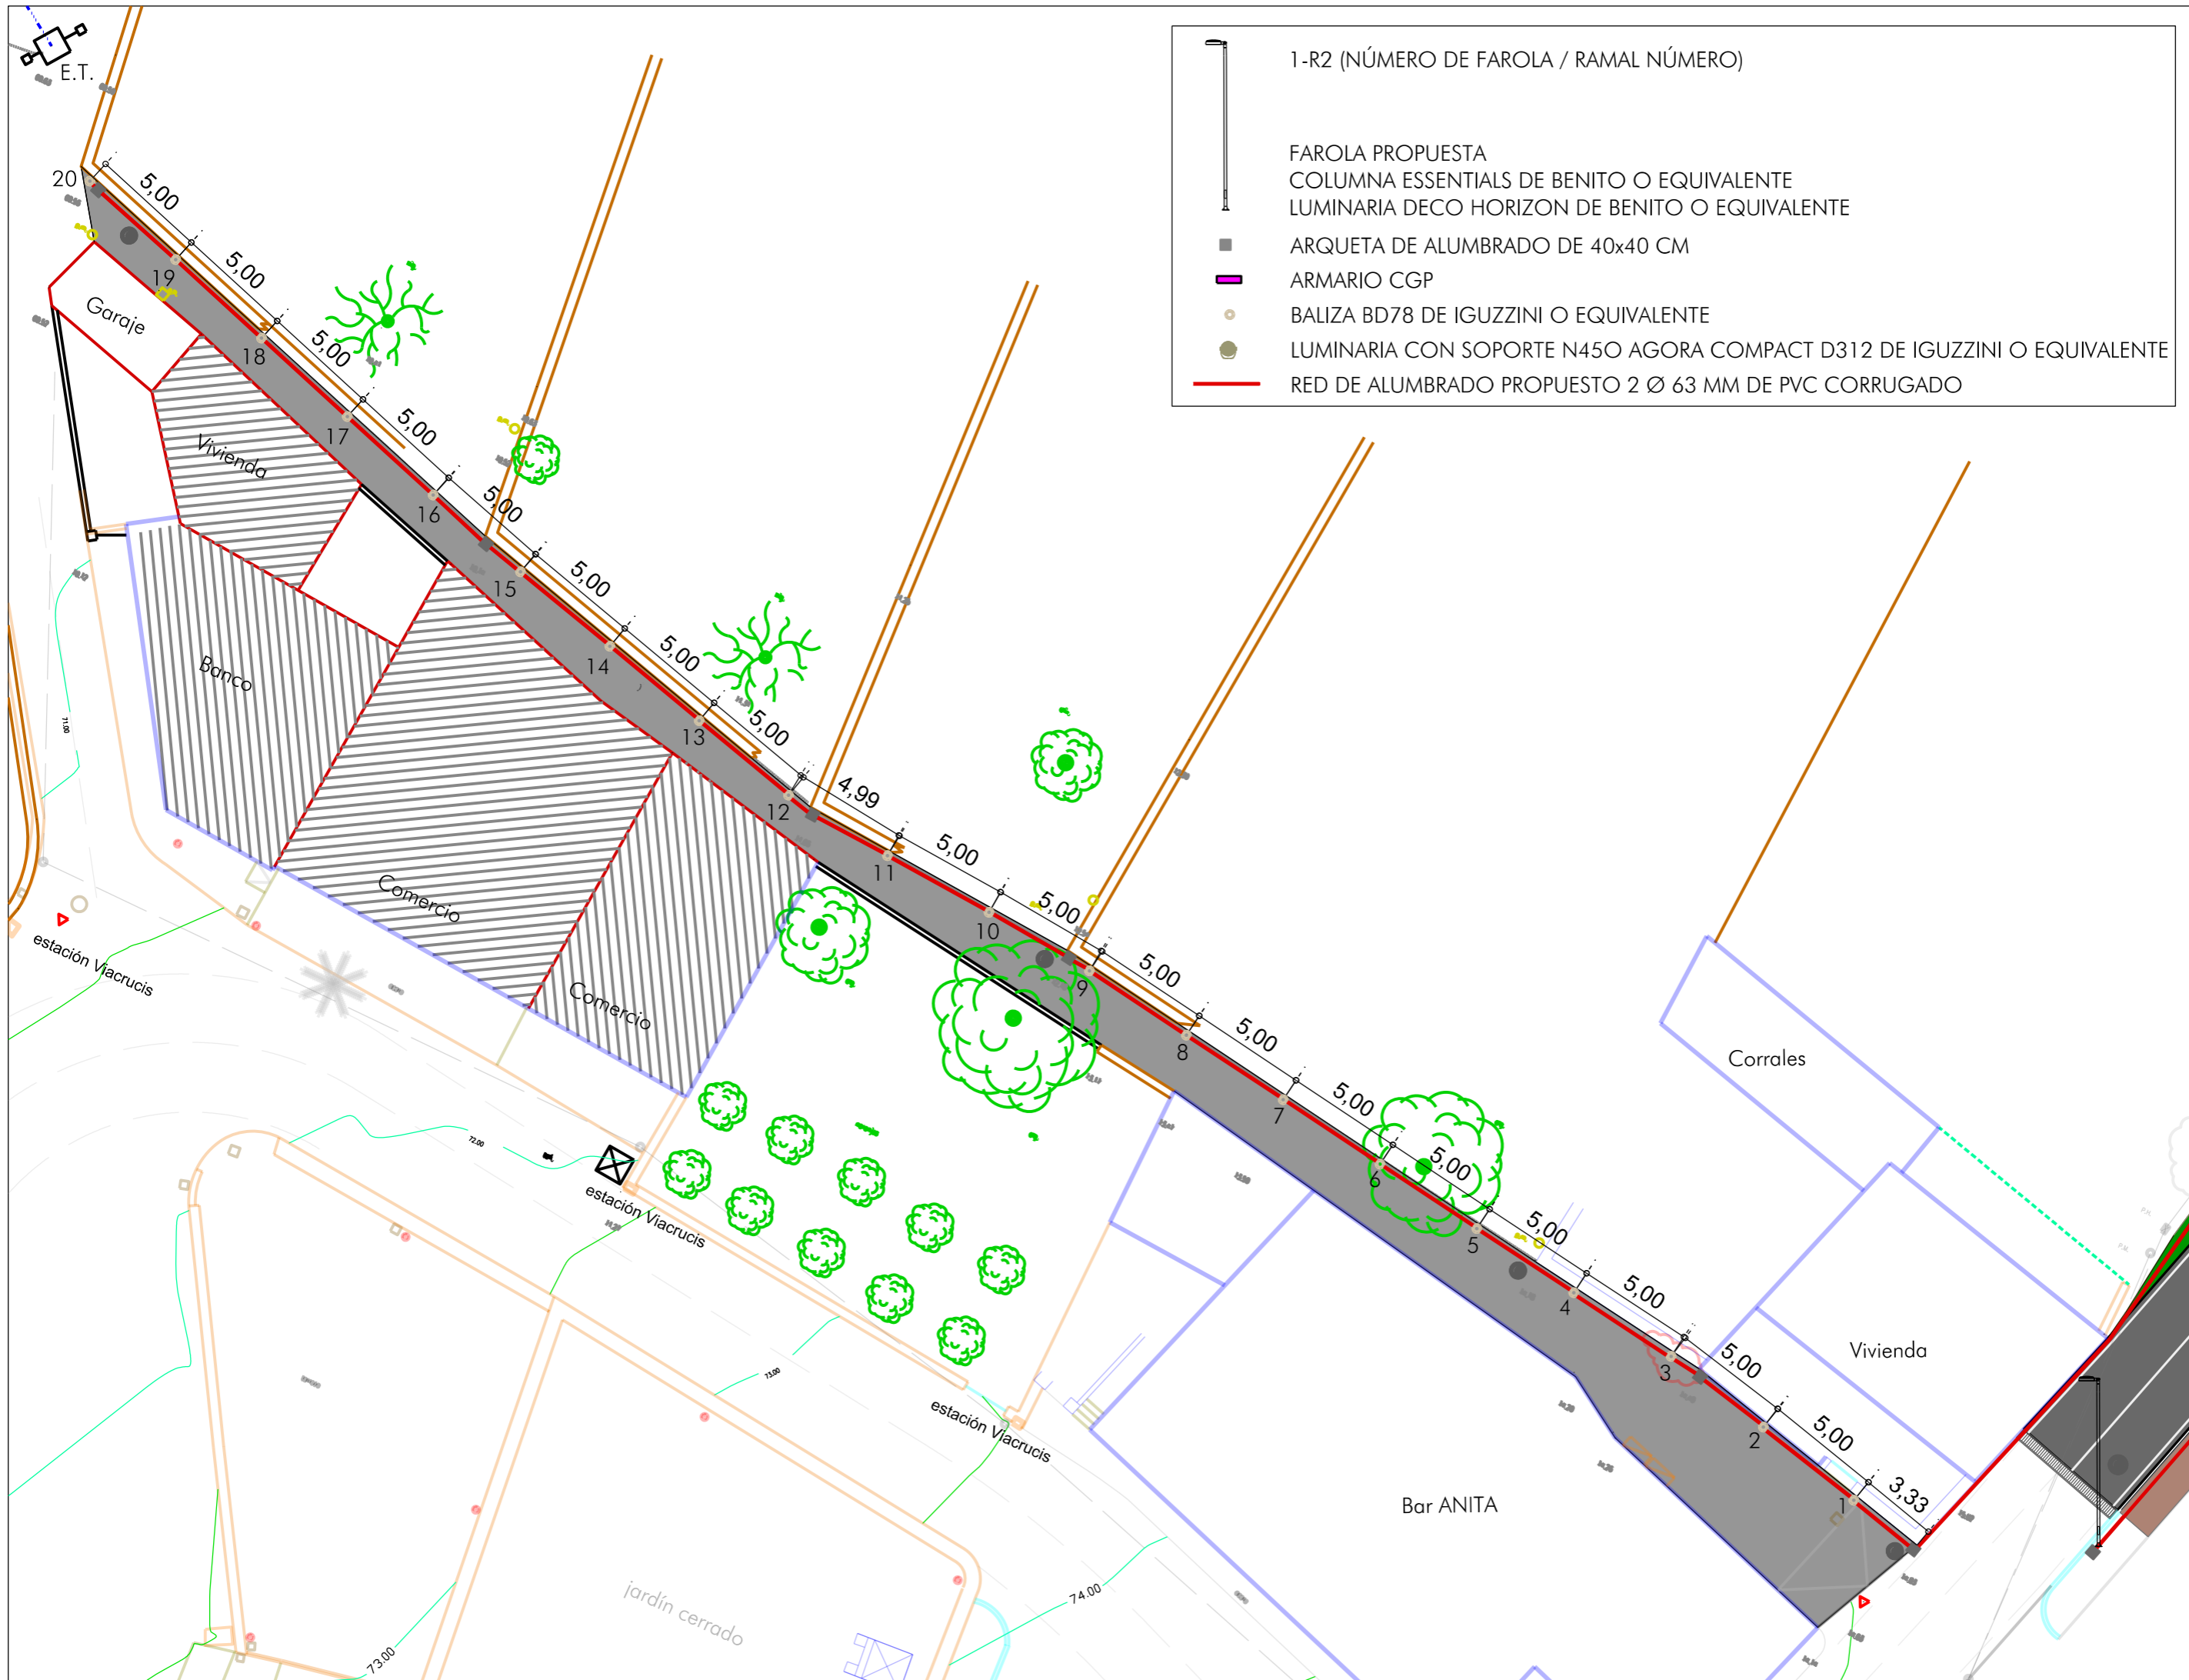 1-R2 (NÚMERO DE FAROLA / RAMAL NÚMERO)
FAROLA PROPUESTA
COLUMNA ESSENTIALS DE BENITO O EQUIVALENTE
LUMINARIA DECO HORIZON DE BENITO O EQUIVALENTE
ARQUETA DE ALUMBRADO DE 40x40 CM
ARMARIO CGP
BALIZA BD78 DE IGUZZINI O EQUIVALENTE
LUMINARIA CON SOPORTE N45O AGORA COMPACT D312 DE IGUZZINI O EQUIVALENTE
RED DE ALUMBRADO PROPUESTO 2 Ø 63 MM DE PVC CORRUGADO
E.T.
20
5,00
19
5,00
Garaje
18
5,00
17
5,00
Vivienda
16
5,00
15
5,00
14
5,00
Banco
13
5,00
71.00
12
4,99
11
5,00
10
5,00
9
5,00
Comercio
Comercio
estación Viacrucis
8
5,00
7
5,00
6
5,00
5
5,00
4
5,00
3
5,00
2
5,00
1
3,33
Corrales
Vivienda
P.M.
P.M.
72.00
estación Viacrucis
73.00
estación Viacrucis
Bar ANITA
jardín cerrado
74.00
73.00